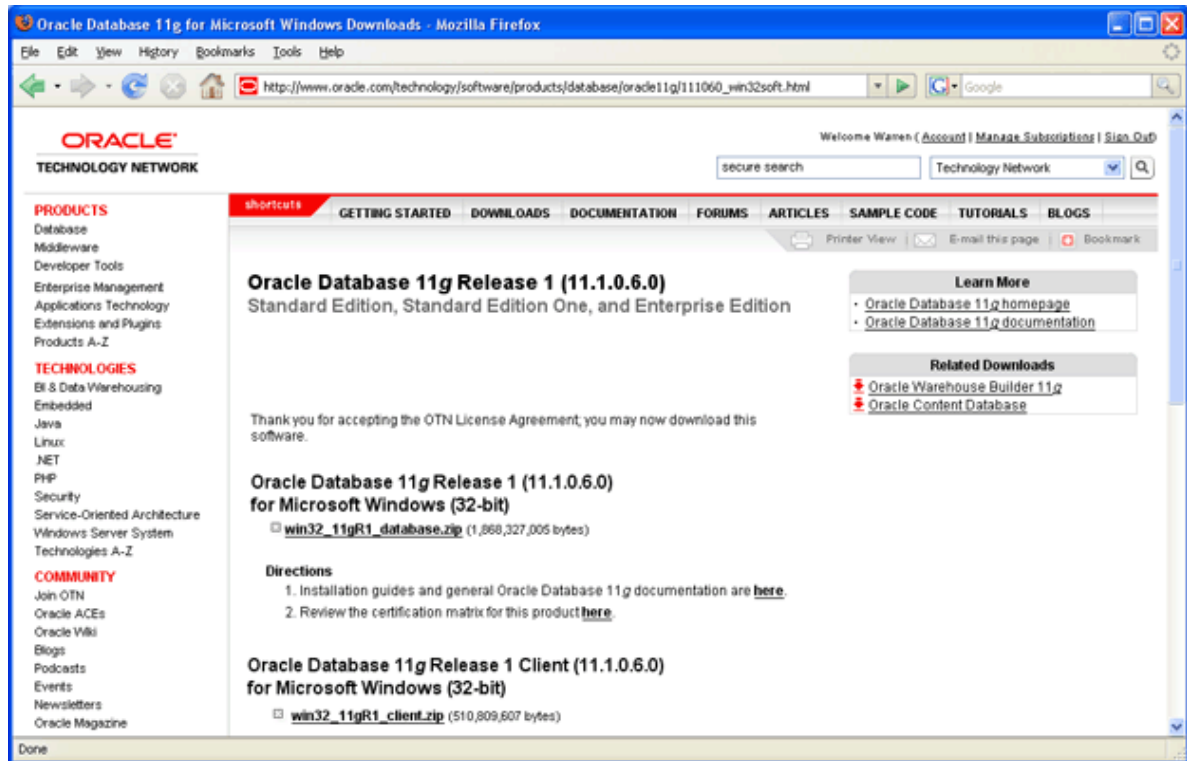 Oracle Database 11g for Microsoft Windows Downloads - Mozilla Firefox
File Edit View History Bookmarks Tools Help
http://www.oracle.com/technology/software/products/database/oracle11g/111060_win32soft.html
Google
ORACLE
TECHNOLOGY NETWORK
Welcome Warren ( Account | Manage Subscriptions | Sign Out)
secure search
Technology Network
shortcuts GETTING STARTED DOWNLOADS DOCUMENTATION FORUMS ARTICLES SAMPLE CODE TUTORIALS BLOGS
Printer View | E-mail this page | Bookmark
PRODUCTS
Database
Middleware
Developer Tools
Enterprise Management
Applications Technology
Extensions and Plugins
Products A-Z
TECHNOLOGIES
BI & Data Warehousing
Embedded
Java
Linux
.NET
PHP
Security
Service-Oriented Architecture
Windows Server System
Technologies A-Z
COMMUNITY
Join OTN
Oracle ACEs
Oracle Wiki
Blogs
Podcasts
Events
Newsletters
Oracle Magazine
Oracle Database 11g Release 1 (11.1.0.6.0)
Standard Edition, Standard Edition One, and Enterprise Edition
Thank you for accepting the OTN License Agreement; you may now download this
software.
Oracle Database 11g Release 1 (11.1.0.6.0)
for Microsoft Windows (32-bit)
win32_11gR1_database.zip (1,868,327,005 bytes)
Directions
1. Installation guides and general Oracle Database 11g documentation are here.
2. Review the certification matrix for this product here.
Oracle Database 11g Release 1 Client (11.1.0.6.0)
for Microsoft Windows (32-bit)
win32_11gR1_client.zip (510,809,607 bytes)
Learn More
• Oracle Database 11g homepage
• Oracle Database 11g documentation
Related Downloads
Oracle Warehouse Builder 11g
Oracle Content Database
Done